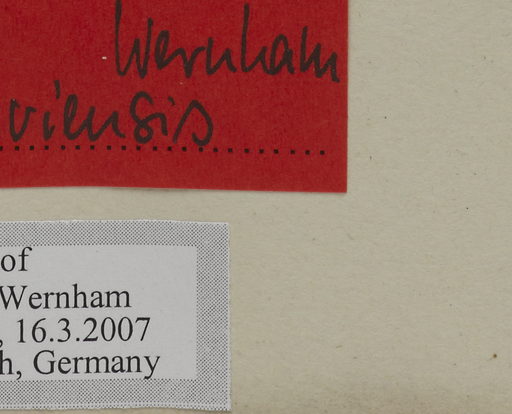 Wernham
viensis
of
Wernham
, 16.3.2007
h, Germany